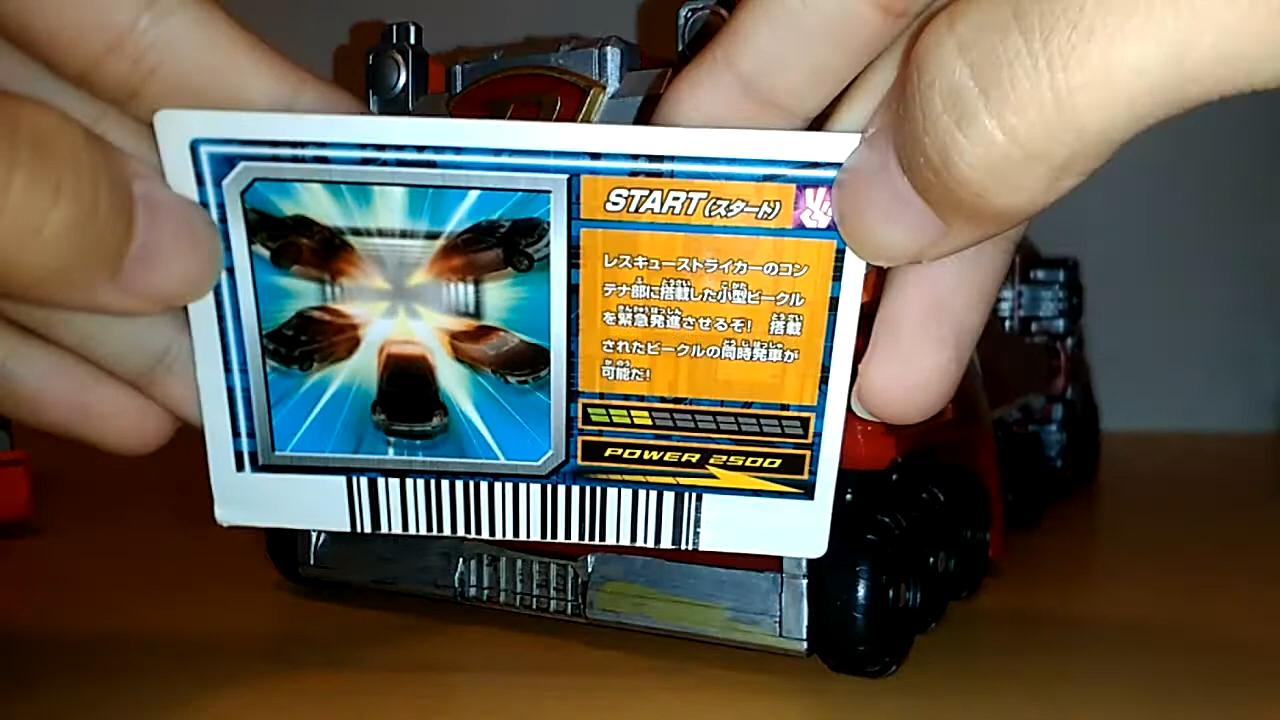 START(スタート)
レスキューストライカーのコン
テナ部に搭載した小型ビークル
を緊急発進させるぞ! 搭載
されたビークルの同時発車が
可能だ!
POWER 2500